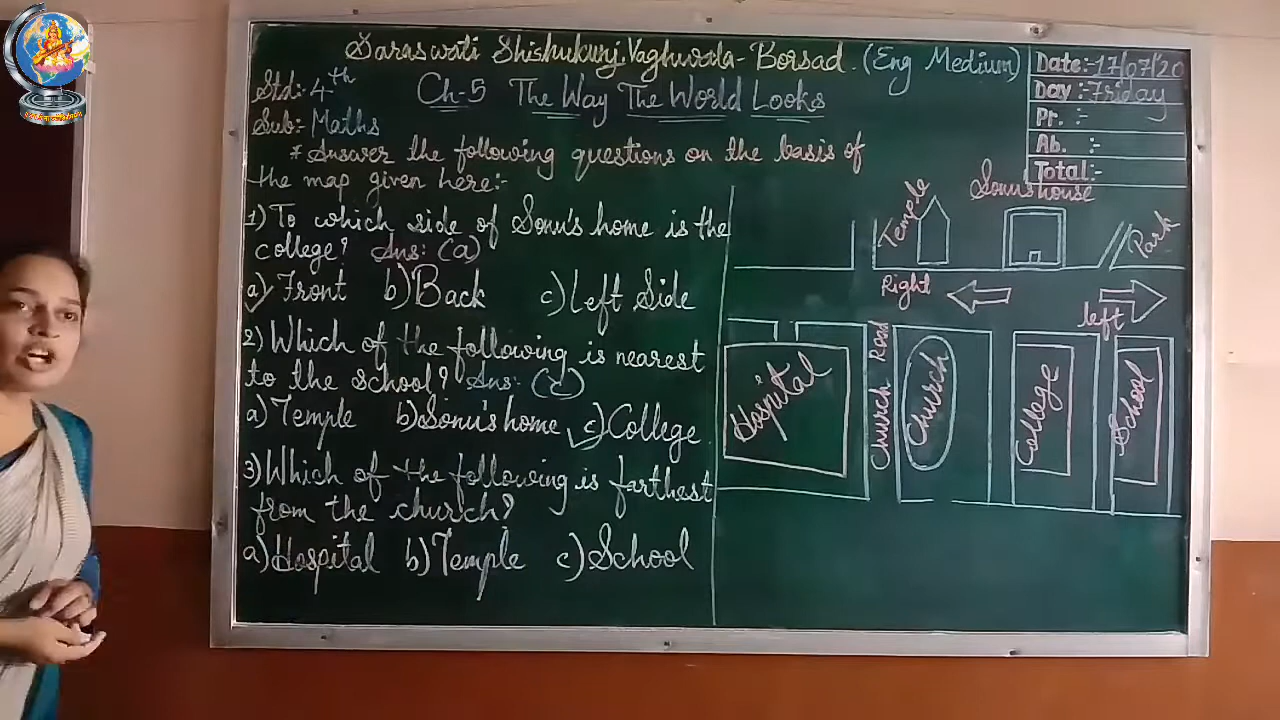 Saraswati Shishukunj, Vaghwala - Borsad. (Eng Medium)
Std:- 4th
Ch-5 The Way The World Looks
Sub:- Maths
Date:- 17/07/20
Day:- Friday
Pr. :-
Ab. :-
Total:-
* Answer the following questions on the basis of
the map given here:-
1) To which side of Sonu's home is the
college? Ans: (a)
a) Front b) Back c) Left Side
2) Which of the following is nearest
to the school? Ans: (c)
a) Temple b) Sonu's home c) College
3) Which of the following is farthest
from the church?
a) Hospital b) Temple c) School
Temple
Sonu's house
Park
Right
left
Hospital
Church Road
Church
College
School